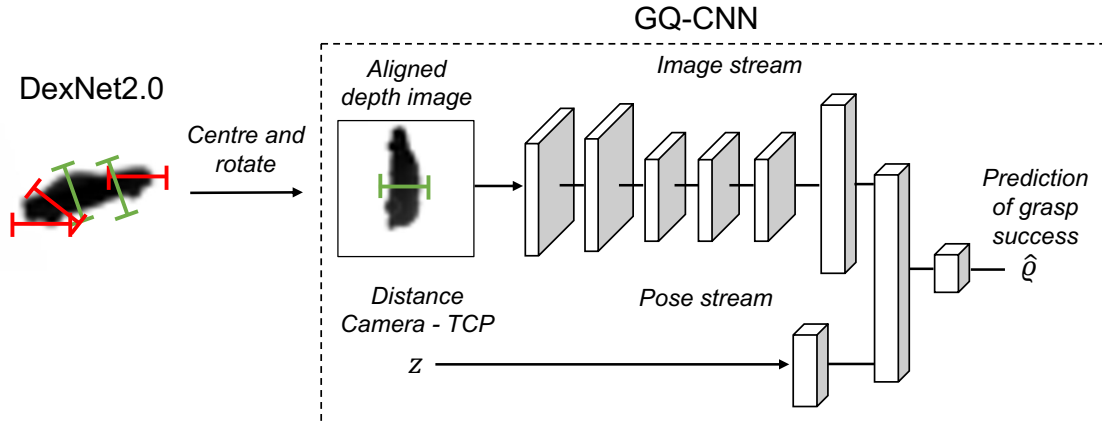 GQ-CNN
DexNet2.0
Centre and
rotate
Aligned
depth image
Image stream
Prediction
of grasp
success
ϱ̂
Distance
Camera - TCP
z
Pose stream